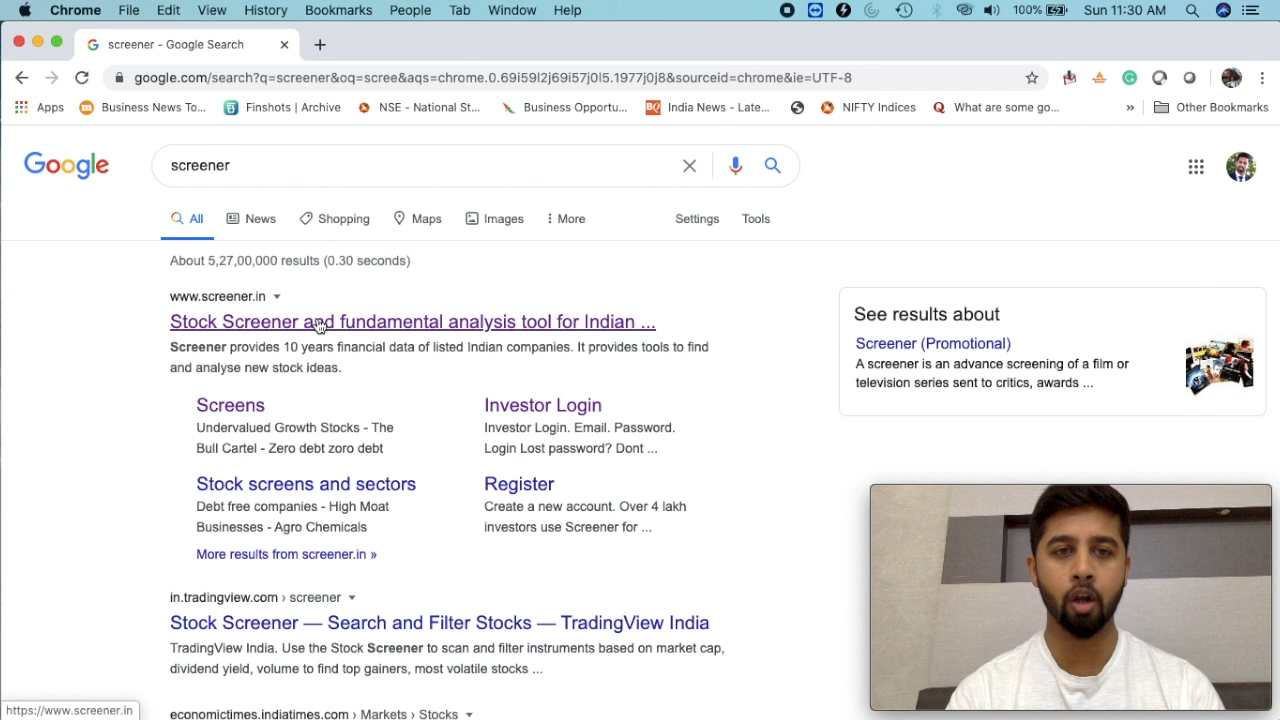 Chrome File Edit View History Bookmarks People Tab Window Help 100% Sun 11:30 AM
screener - Google Search
google.com/search?q=screener&oq=scree&aqs=chrome.0.69i59l2j69i57j0l5.1977j0j8&sourceid=chrome&ie=UTF-8
Apps Business News To... Finshots | Archive NSE - National St... Business Opportu... BQ India News - Late... NIFTY Indices What are some go... » Other Bookmarks
Google screener
All News Shopping Maps Images More Settings Tools
About 5,27,00,000 results (0.30 seconds)
www.screener.in
Stock Screener and fundamental analysis tool for Indian ...
Screener provides 10 years financial data of listed Indian companies. It provides tools to find
and analyse new stock ideas.
Screens
Undervalued Growth Stocks - The
Bull Cartel - Zero debt zoro debt
Investor Login
Investor Login. Email. Password.
Login Lost password? Dont ...
Stock screens and sectors
Debt free companies - High Moat
Businesses - Agro Chemicals
Register
Create a new account. Over 4 lakh
investors use Screener for ...
More results from screener.in »
in.tradingview.com › screener
Stock Screener — Search and Filter Stocks — TradingView India
TradingView India. Use the Stock Screener to scan and filter instruments based on market cap,
dividend yield, volume to find top gainers, most volatile stocks ...
economictimes.indiatimes.com › Markets › Stocks
See results about
Screener (Promotional)
A screener is an advance screening of a film or
television series sent to critics, awards ...
https://www.screener.in